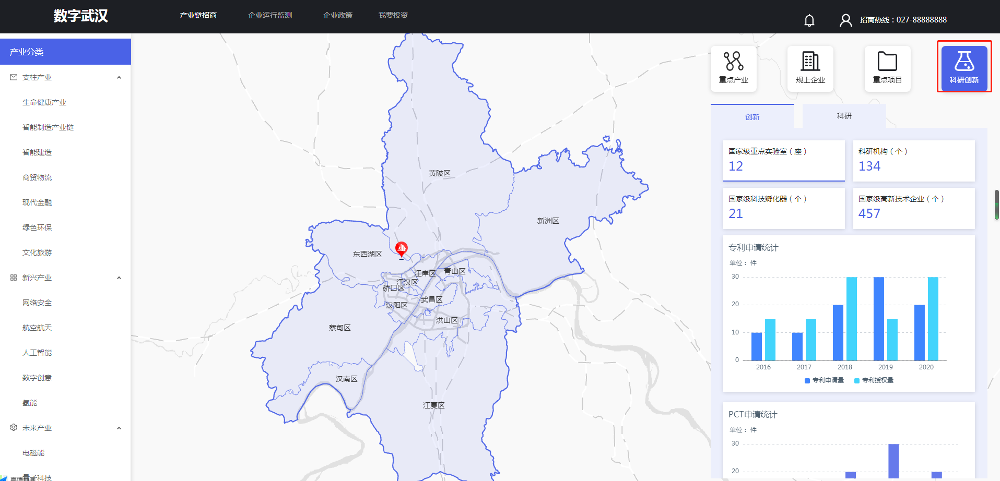 数字武汉
产业链招商
企业运行监测
企业政策
我要投资
招商热线：027-88888888
产业分类
支柱产业
生命健康产业
智能制造产业链
智能建造
商贸物流
现代金融
绿色环保
文化旅游
新兴产业
网络安全
航空航天
人工智能
数字创意
氢能
未来产业
电磁能
量子科技
黄陂区
新洲区
东西湖区
江岸区
青山区
江汉区
硚口区
武昌区
汉阳区
洪山区
蔡甸区
汉南区
江夏区
重点产业
规上企业
重点项目
科研创新
创新
科研
国家级重点实验室（座）
12
科研机构（个）
134
国家级科技孵化器（个）
21
国家级高新技术企业（个）
457
专利申请统计
单位： 件
30
20
10
0
2016
2017
2018
2019
2020
专利申请量
专利授权量
PCT申请统计
单位： 件
30
20